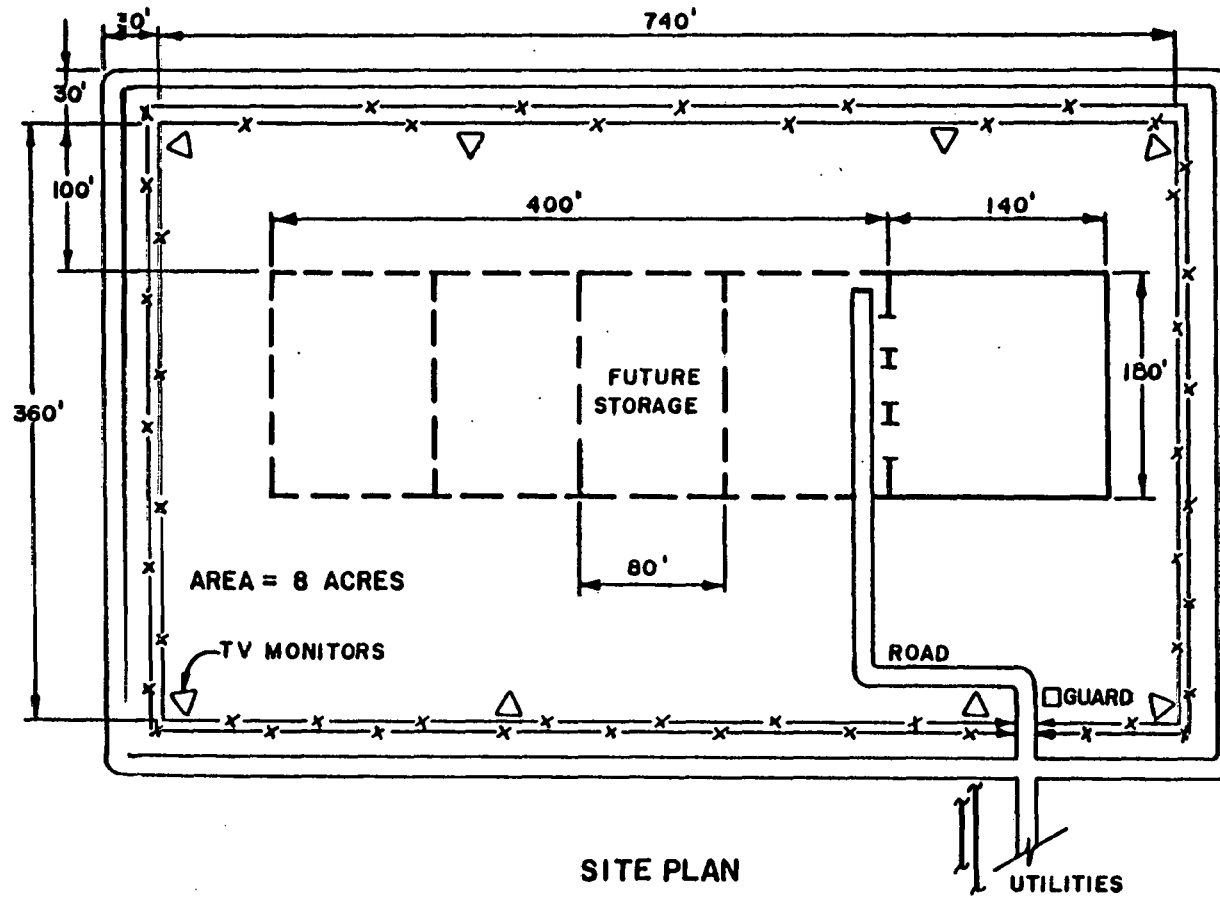 30'
740'
30'
100'
400'
140'
360'
180'
FUTURE
STORAGE
80'
AREA = 8 ACRES
TV MONITORS
ROAD
GUARD
SITE PLAN
UTILITIES